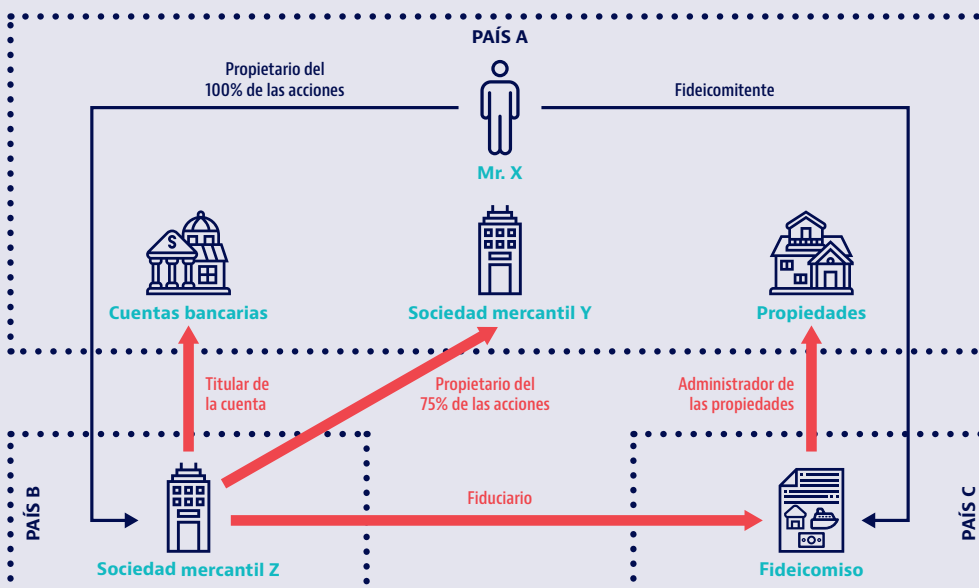 PAÍS A
Propietario del
100% de las acciones
Fideicomitente
Mr. X
$
Cuentas bancarias
Sociedad mercantil Y
Propiedades
Titular de
la cuenta
Propietario del
75% de las acciones
Administrador de
las propiedades
PAÍS B
Fiduciario
PAÍS C
Sociedad mercantil Z
Fideicomiso